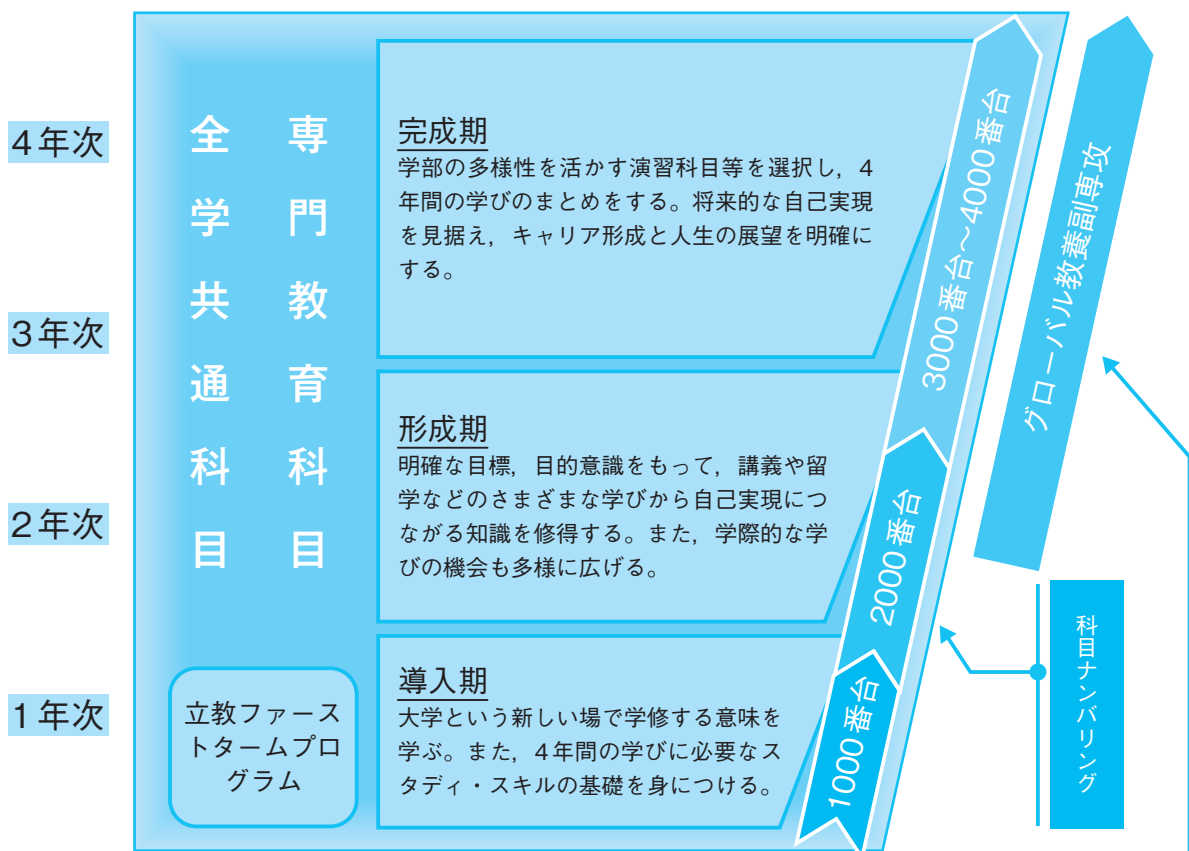 4年次
3年次
2年次
1年次
全学共通科目
専門教育科目
立教ファース
トタームプロ
グラム
完成期
学部の多様性を活かす演習科目等を選択し，4
年間の学びのまとめをする。将来的な自己実現
を見据え，キャリア形成と人生の展望を明確に
する。
形成期
明確な目標，目的意識をもって，講義や留
学などのさまざまな学びから自己実現につ
ながる知識を修得する。また，学際的な学
びの機会も多様に広げる。
導入期
大学という新しい場で学修する意味を
学ぶ。また，4年間の学びに必要なス
タディ・スキルの基礎を身につける。
3000番台～4000番台
2000番台
1000番台
グローバル教養副専攻
科目ナンバリング